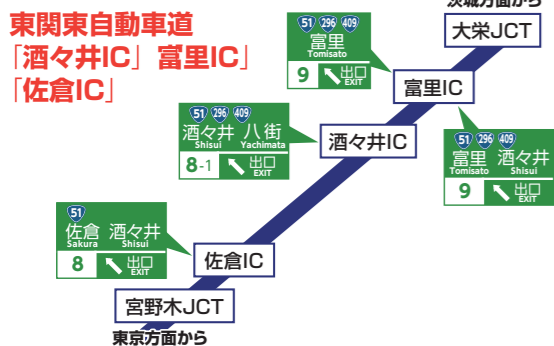 東関東自動車道
「酒々井IC」富里IC」
「佐倉IC」
茨城方面から
大栄JCT
51 296 409
富里
Tomisato
9 出口
EXIT
富里IC
51 296 409
酒々井 八街
Shisui Yachimata
8-1 出口
EXIT
酒々井IC
51 296 409
富里 酒々井
Tomisato Shisui
9 出口
EXIT
51
佐倉 酒々井
Sakura Shisui
8 出口
EXIT
佐倉IC
宮野木JCT
東京方面から